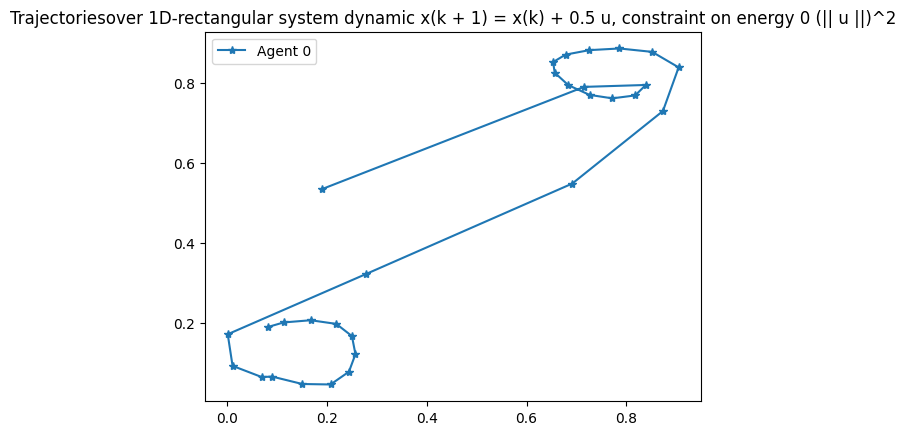 Trajectoriesover 1D-rectangular system dynamic x(k + 1) = x(k) + 0.5 u, constraint on energy 0 (|| u ||)^2
Agent 0
0.8
0.6
0.4
0.2
0.0 0.2 0.4 0.6 0.8